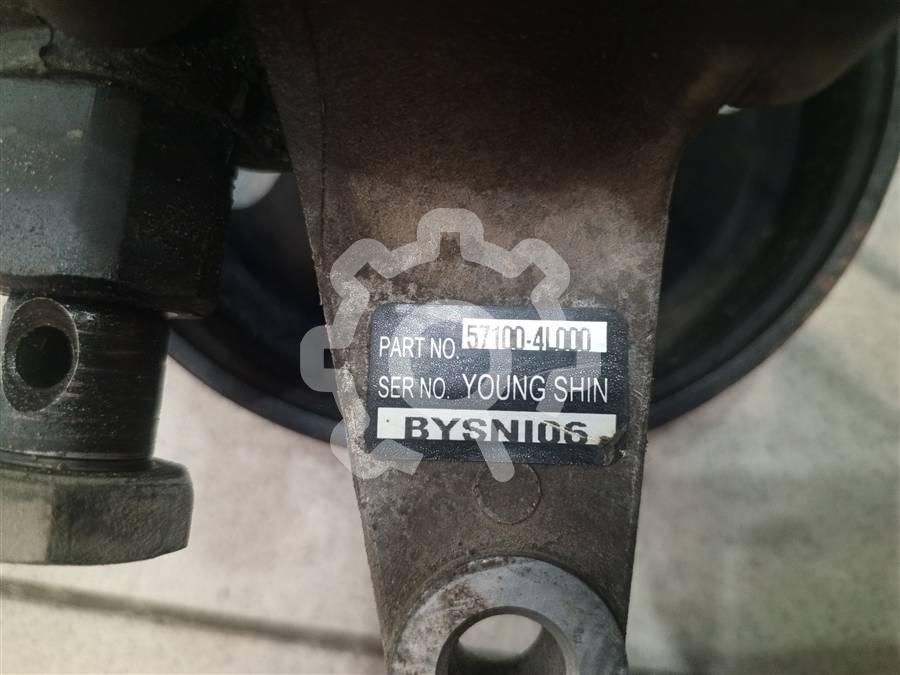 PART NO. 57100-4L000
SER NO. YOUNG SHIN
BYSNI06